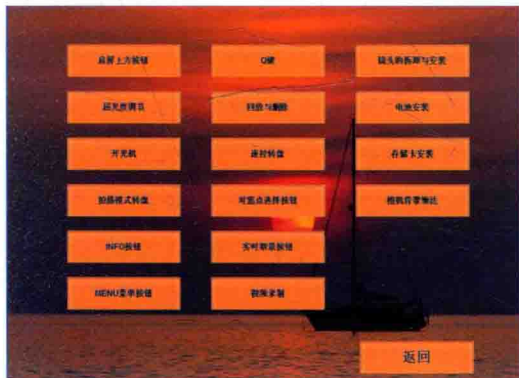 肩屏上方按钮
Q键
镜头的拆卸与安装
屈光度调节
回放与删除
电池安装
开关机
速控转盘
存储卡安装
拍摄模式转盘
对焦点选择按钮
相机背带
INFO按钮
实时取景按钮
MENU菜单按钮
视频录制
返回